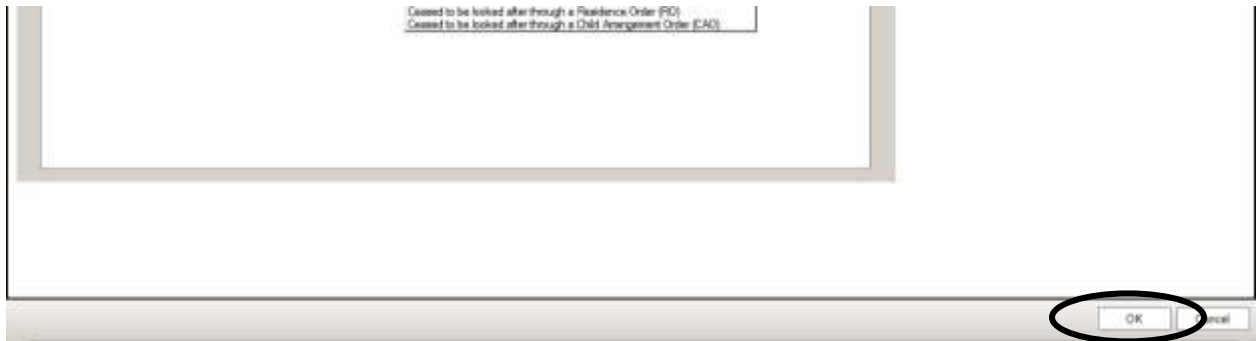 Ceased to be looked after through a Residence Order (RO)
Ceased to be looked after through a Child Arrangement Order (CAO)
OK Cancel